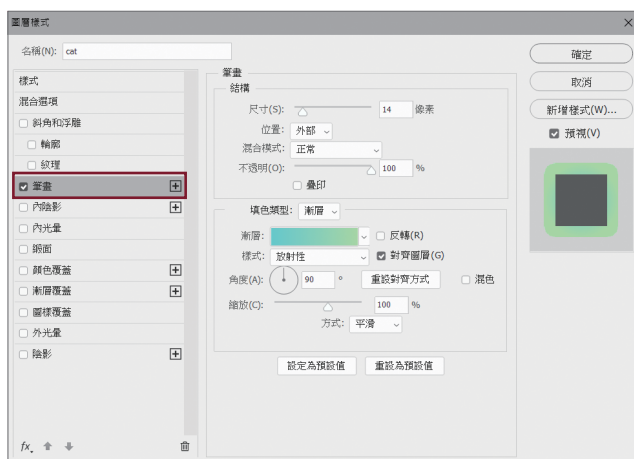 圖層樣式
名稱(N): cat
樣式
混合選項
斜角和浮雕
輪廓
紋理
筆畫
內陰影
內光暈
緞面
顏色覆蓋
漸層覆蓋
圖樣覆蓋
外光暈
陰影
fx
筆畫
結構
尺寸(S): 14 像素
位置: 外部
混合模式: 正常
不透明(O): 100 %
疊印
填色類型: 漸層
漸層: 反轉(R)
樣式: 放射性 對齊圖層(G)
角度(A): 90 ° 重設對齊方式 混色
縮放(C): 100 %
方式: 平滑
設定為預設值 重設為預設值
確定
取消
新增樣式(W)...
預視(V)